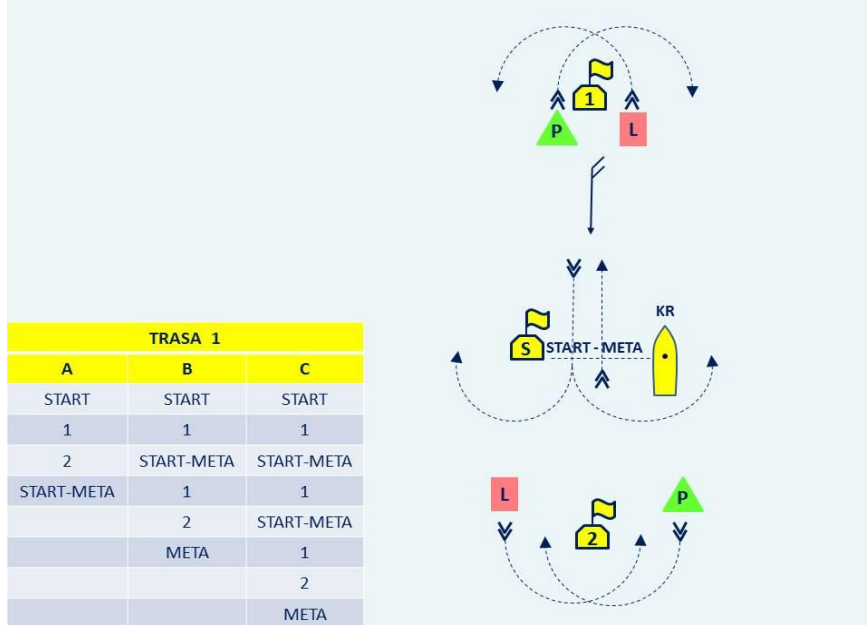 1
P L
KR
S START - META
L P
2
TRASA 1
A B C
START START START
1 1 1
2 START-META START-META
START-META 1 1
2 START-META
META 1
2
META